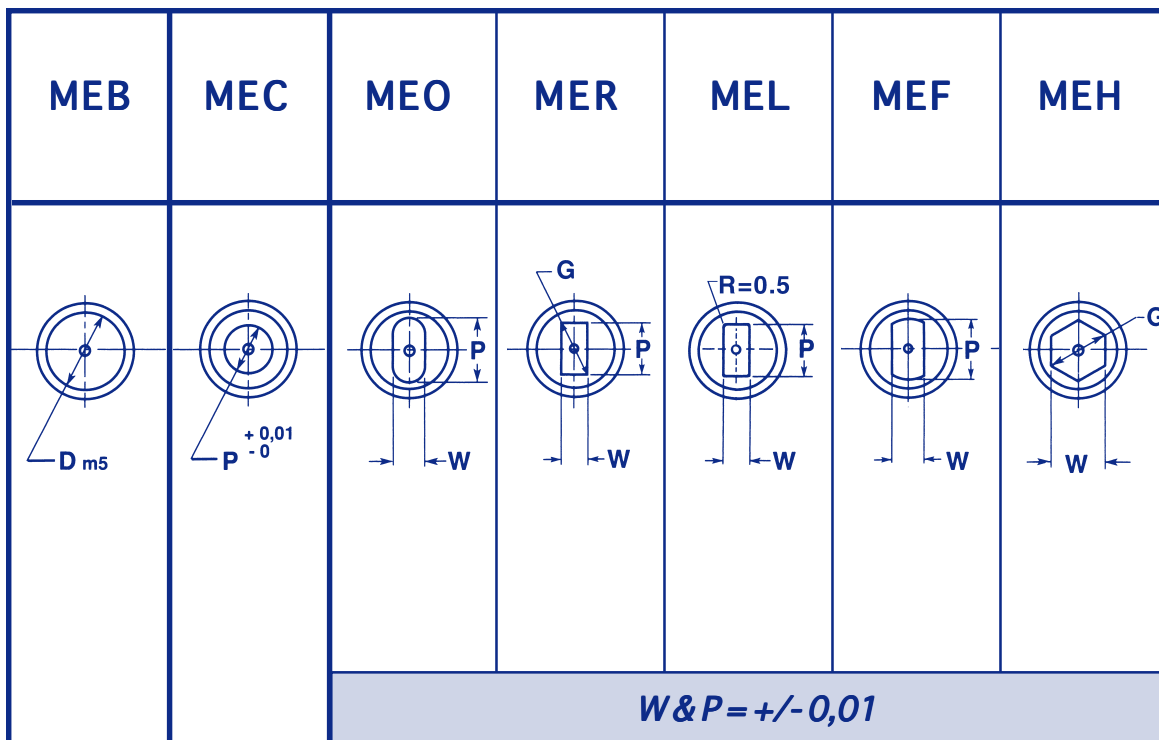 MEB MEC MEO MER MEL MEF MEH
D m5
P + 0,01
- 0
P
W
G
P
W
R=0.5
P
W
P
W
G
W
W & P = +/- 0,01